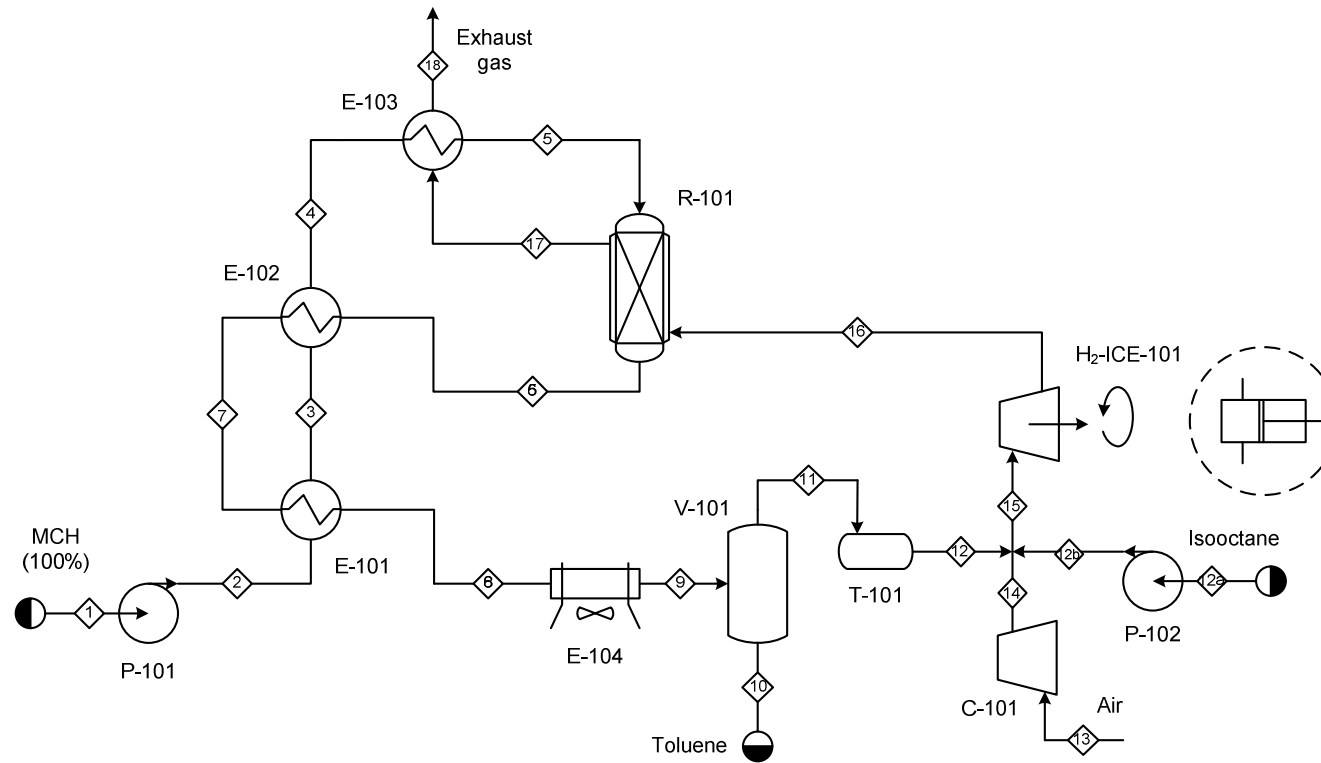 Exhaust
gas
18
E-103
5
R-101
4
17
E-102
16
H₂-ICE-101
6
7
3
11
V-101
15
MCH
(100%)
Isooctane
E-101
12
12b
2
8
9
T-101
12a
14
1
P-102
P-101
E-104
10
C-101
Air
Toluene
13